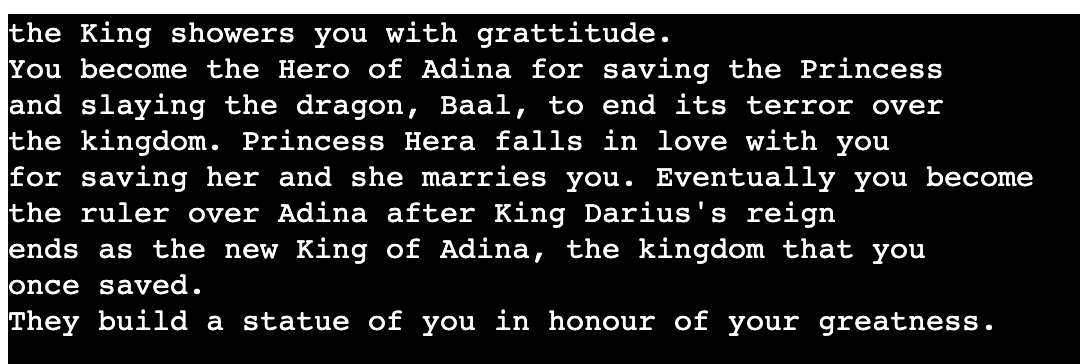 the King showers you with grattitude.
You become the Hero of Adina for saving the Princess
and slaying the dragon, Baal, to end its terror over
the kingdom. Princess Hera falls in love with you
for saving her and she marries you. Eventually you become
the ruler over Adina after King Darius's reign
ends as the new King of Adina, the kingdom that you
once saved.
They build a statue of you in honour of your greatness.